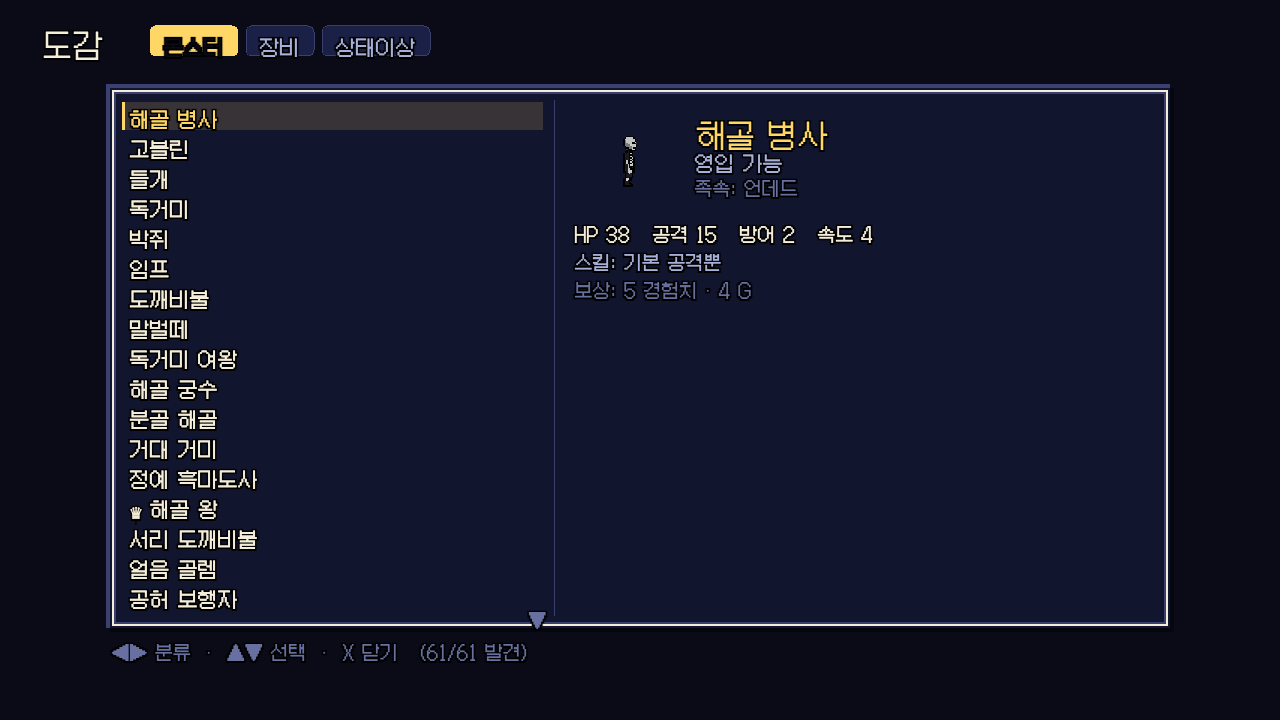 도감
몬스터 장비 상태이상
해골 병사
고블린
들개
독거미
박쥐
임프
도깨비불
말벌떼
독거미 여왕
해골 궁수
분골 해골
거대 거미
정예 흑마도사
♛ 해골 왕
서리 도깨비불
얼음 골렘
공허 보행자
해골 병사
영입 가능
족속: 언데드
HP 38 공격 15 방어 2 속도 4
스킬: 기본 공격뿐
보상: 5 경험치 · 4 G
◀▶ 분류 · ▲▼ 선택 · X 닫기 (61/61 발견)